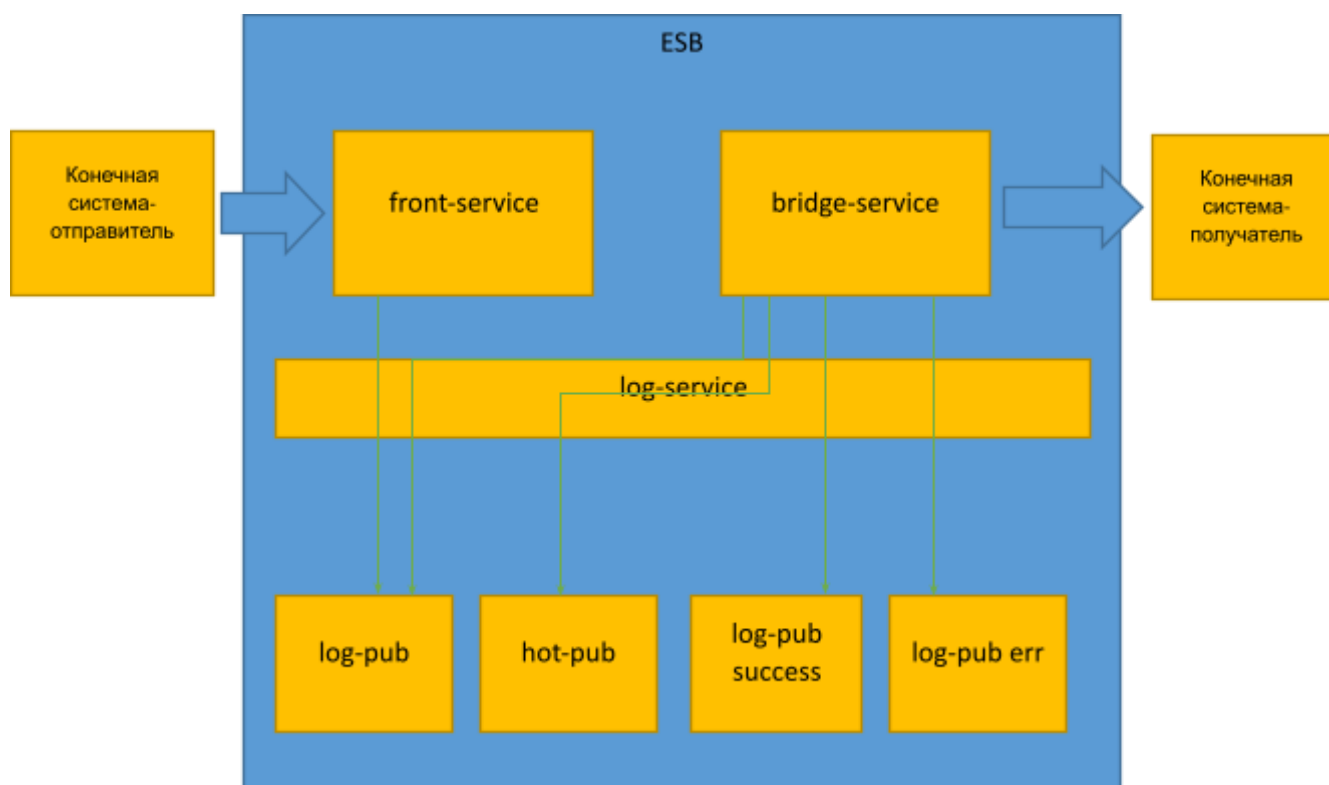 ESB
Конечная
система-
отправитель
front-service
bridge-service
Конечная
система-
получатель
log-service
log-pub
hot-pub
log-pub
success
log-pub err